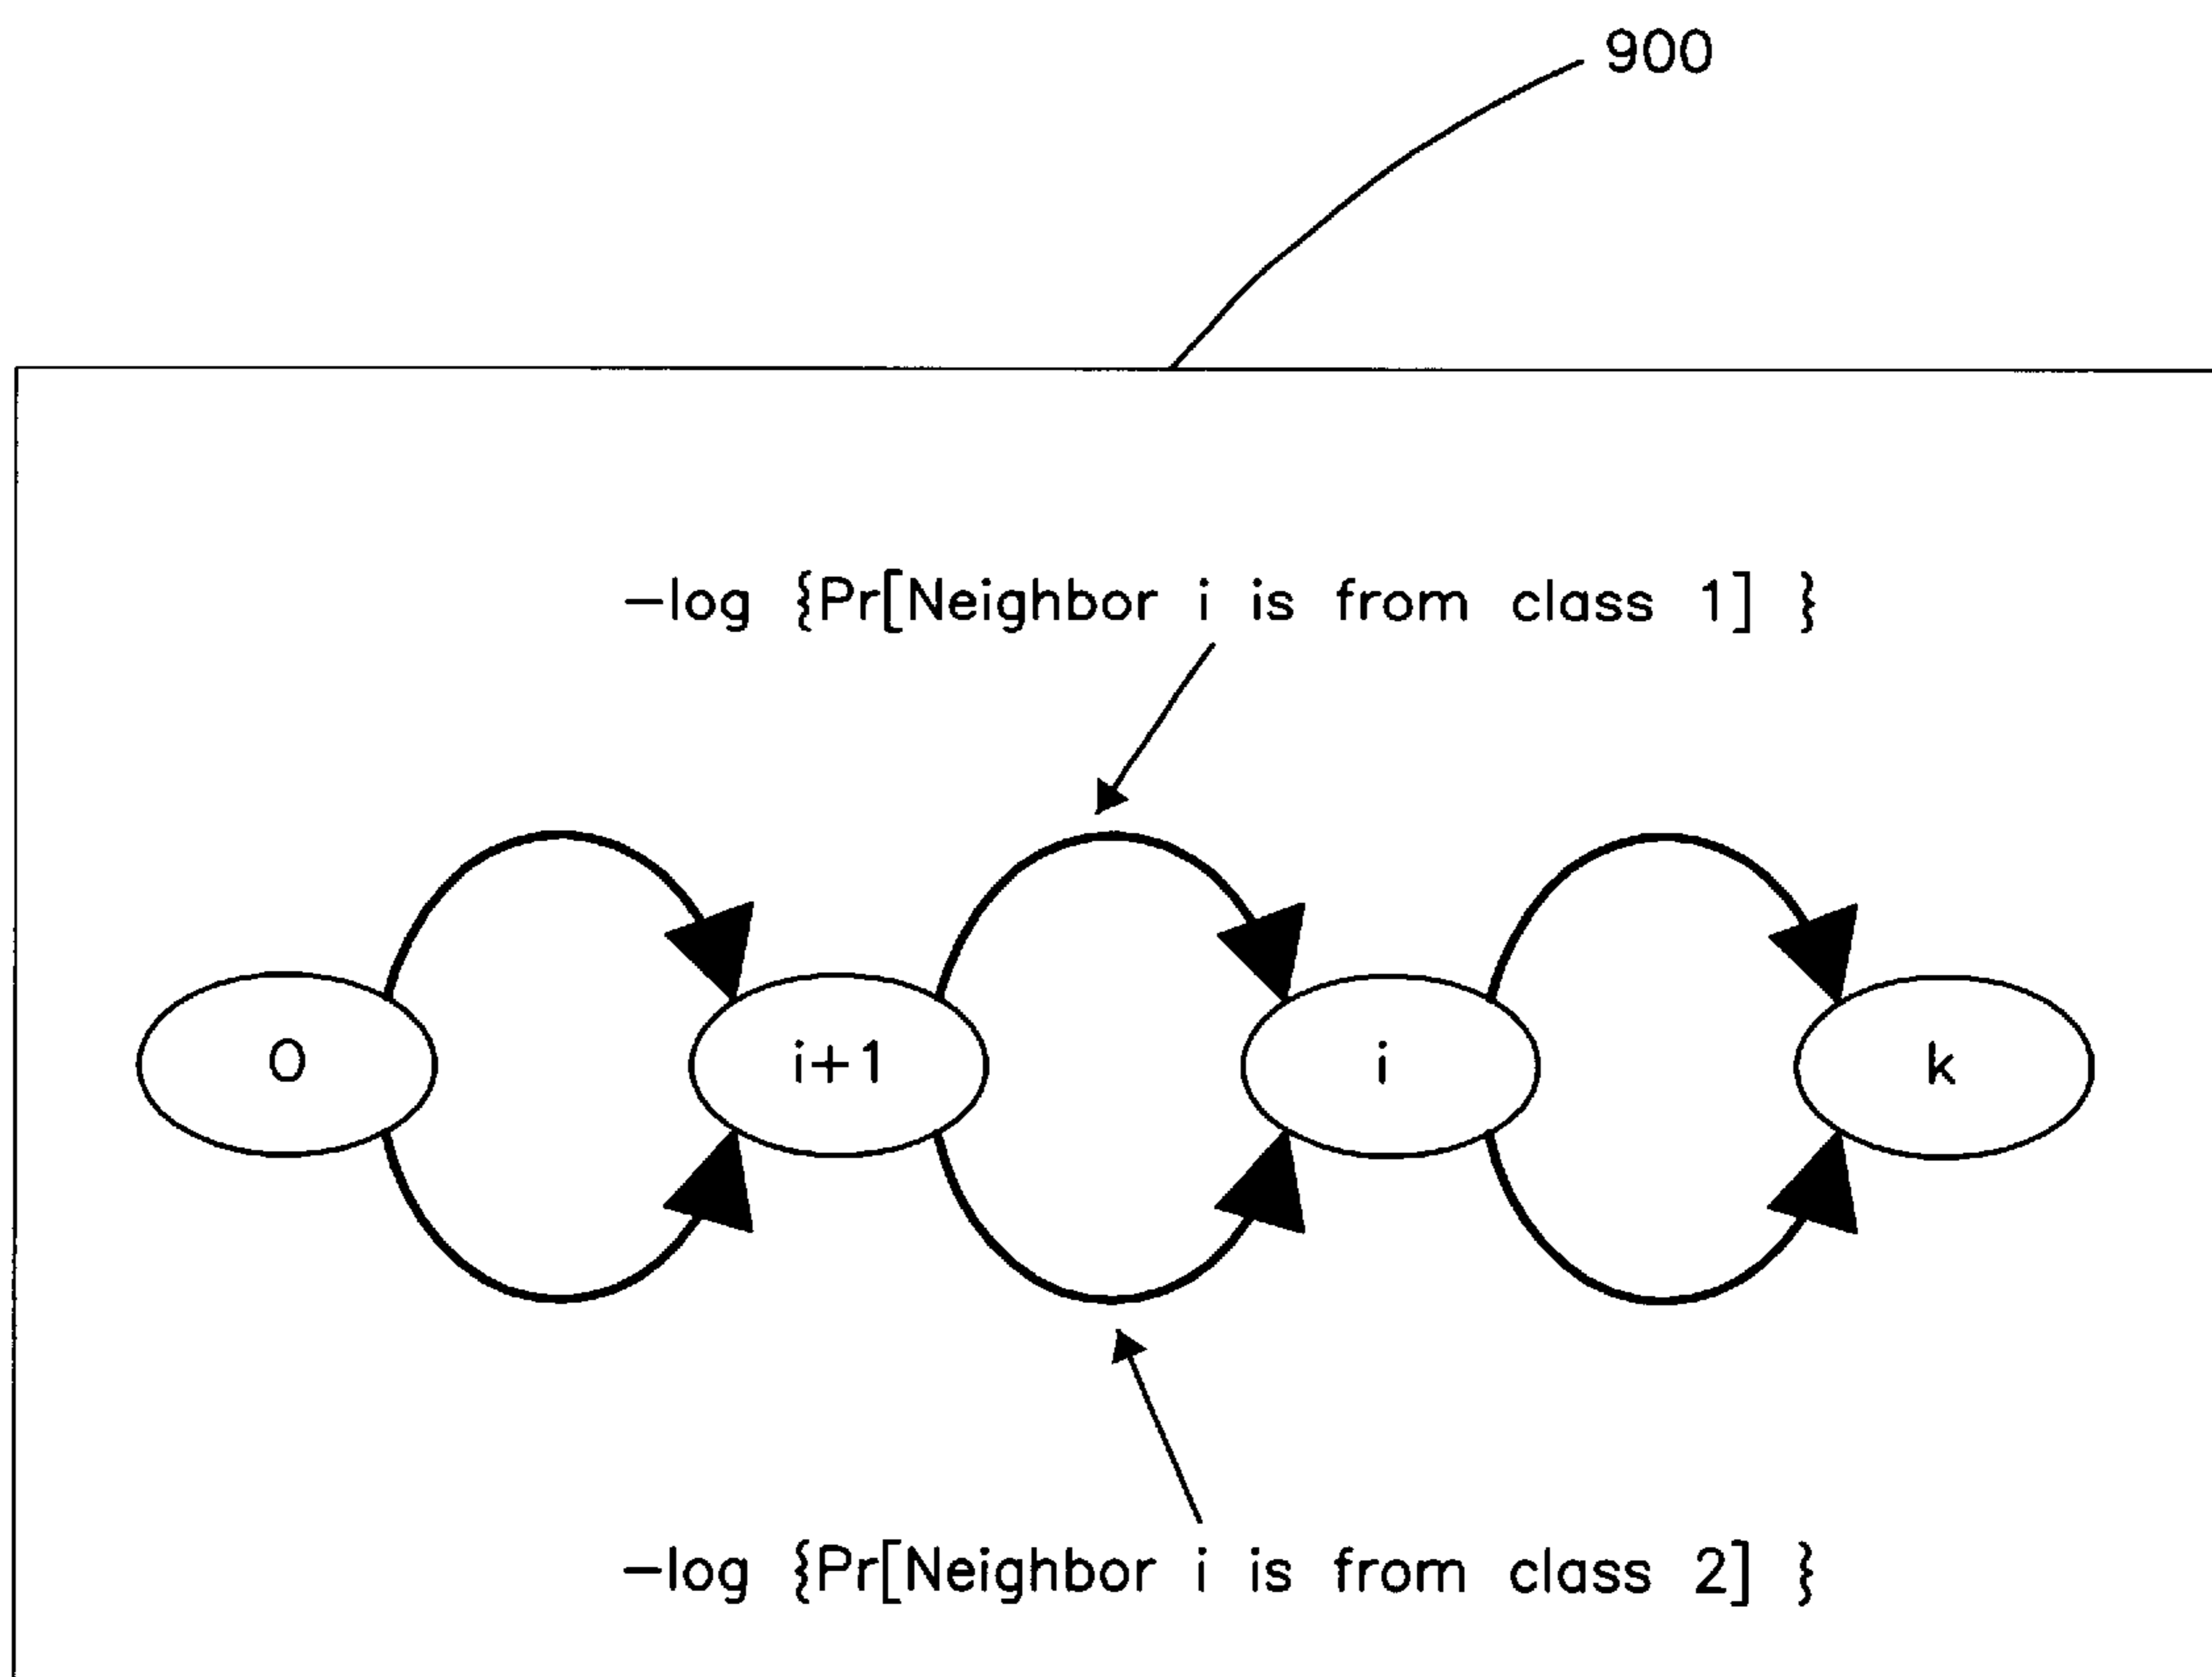 900
—log {Pr[Neighbor i is from class 1] }
0
i+1
i
k
—log {Pr[Neighbor i is from class 2] }